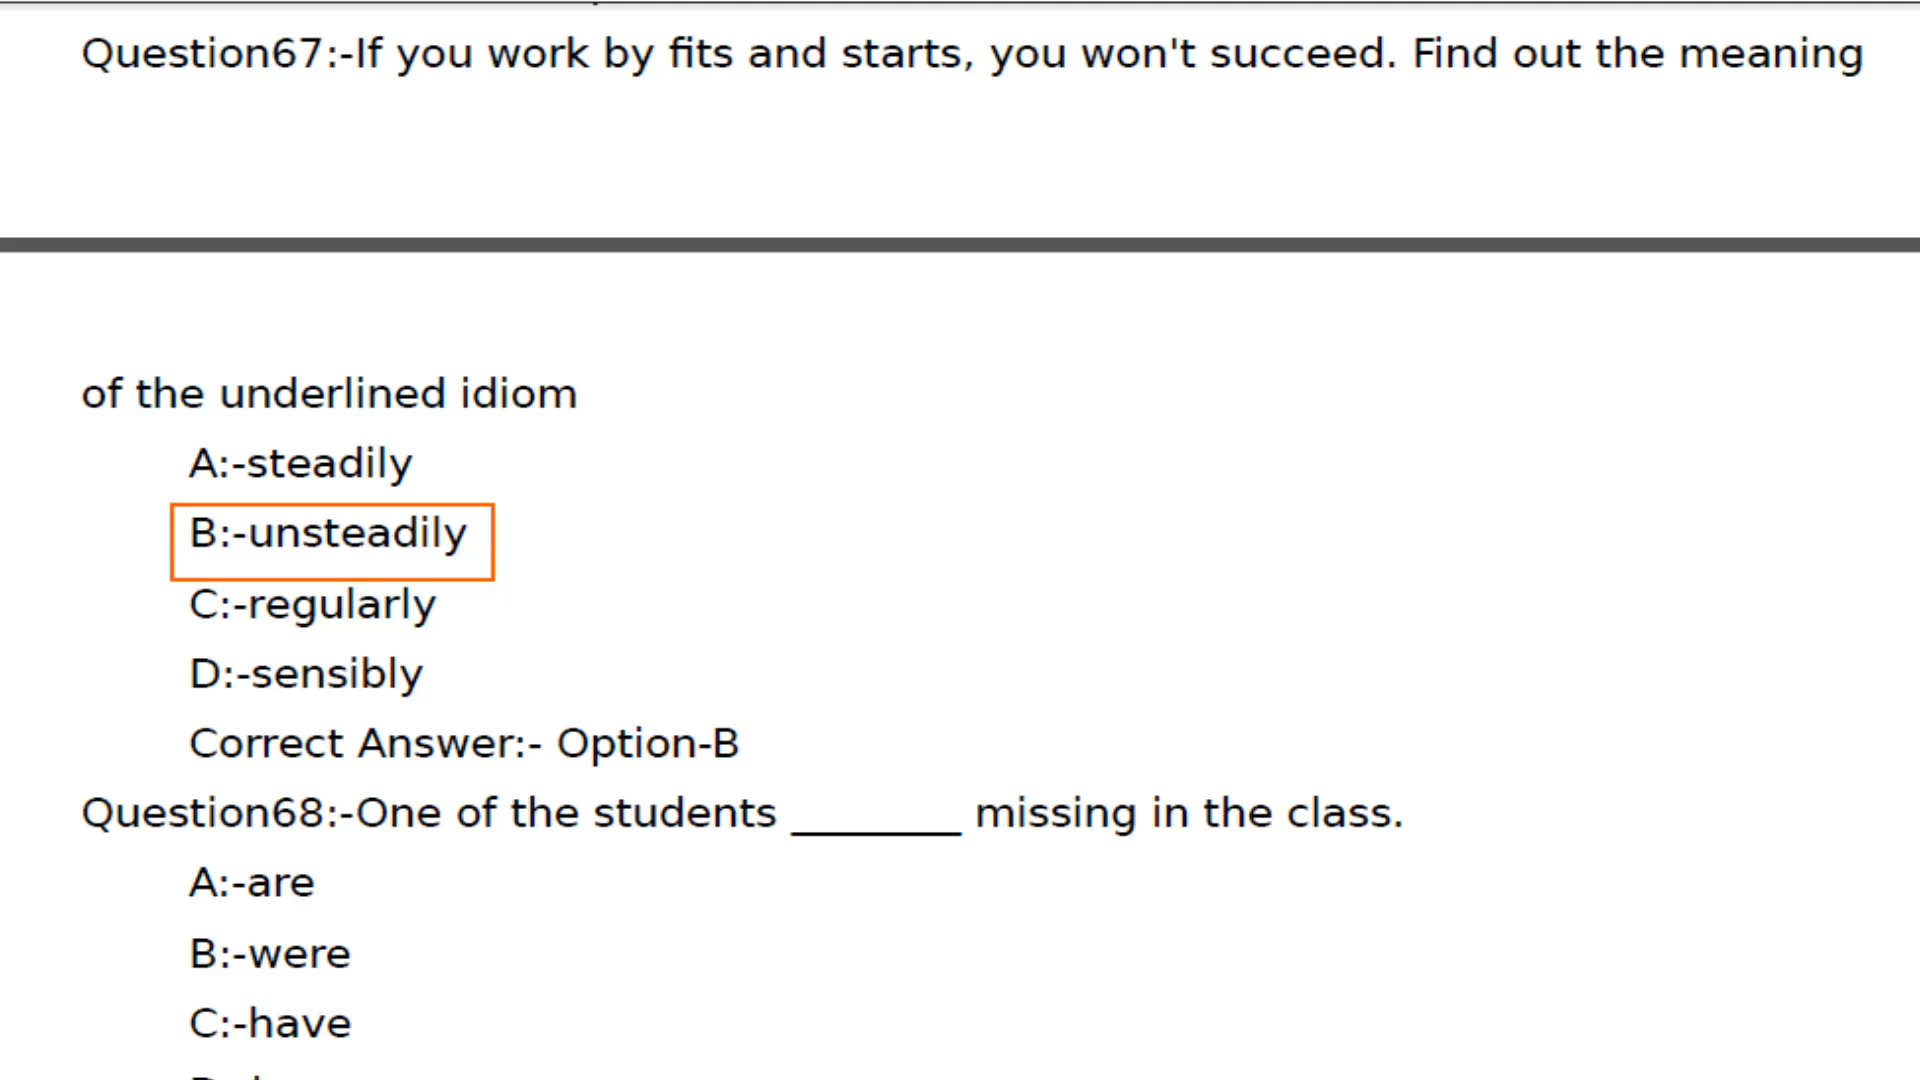 Question67:-If you work by fits and starts, you won't succeed. Find out the meaning
of the underlined idiom
A:-steadily
B:-unsteadily
C:-regularly
D:-sensibly
Correct Answer:- Option-B
Question68:-One of the students ________ missing in the class.
A:-are
B:-were
C:-have